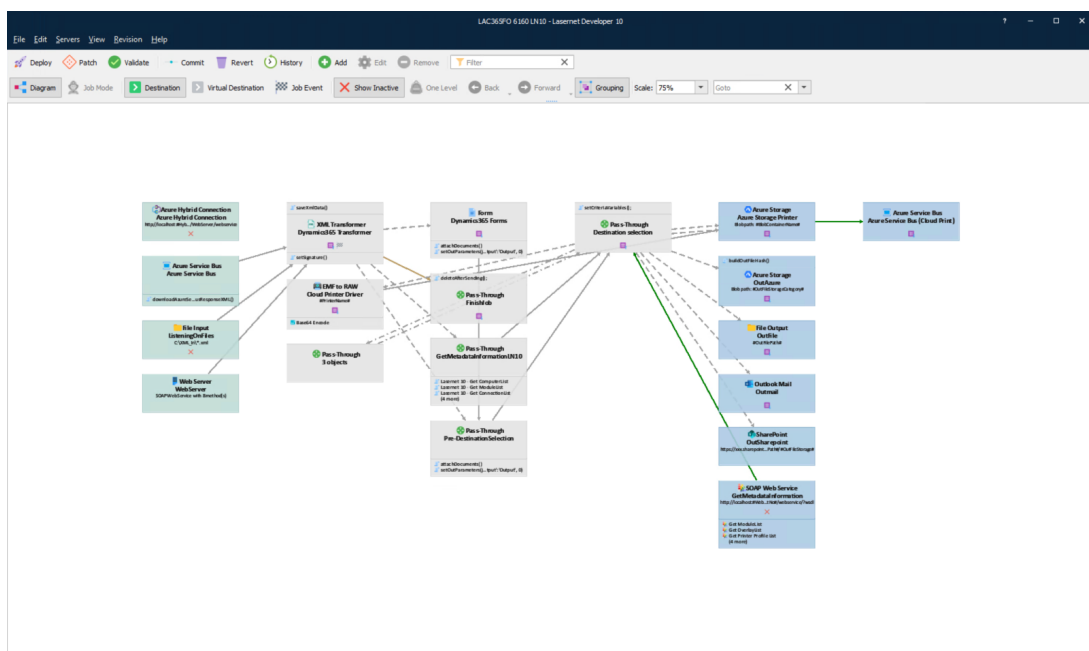 LAC365FO 6160 LN10 - Lasernet Developer 10
File Edit Servers View Revision Help
Deploy Patch Validate Commit Revert History Add Edit Remove Filter
Diagram Job Mode Destination Virtual Destination Job Event Show Inactive One Level Back Forward Grouping Scale: 75% Goto
Azure Hybrid Connection
Azure Hybrid Connection
Azure Service Bus
Azure Service Bus
File Input
ListeningOnFiles
Web Server
WebServer
saveXmlData()
XML Transformer
Dynamics365 Transformer
setSignature()
EMF to RAW
Cloud Printer Driver
#PrinterName#
Base64 Encode
Pass-Through
3 objects
Form
Dynamics365 Forms
attachDocuments()
deleteAfterSending();
Pass-Through
FinishJob
Pass-Through
GetMetadataInformationLN10
Lasernet 10 - Get ComputerList
Lasernet 10 - Get ModuleList
Lasernet 10 - Get ConnectionList
(4 more)
Pass-Through
Pre-DestinationSelection
attachDocuments()
setCriteriaVariables();
Pass-Through
Destination selection
Azure Storage
Azure Storage Printer
buildOutFileHash()
Azure Storage
OutAzure
File Output
Outfile
Outlook Mail
Outmail
SharePoint
OutSharepoint
SOAP Web Service
GetMetadataInformation
Get ModuleList
Get OverlayList
Get Printer Profile List
(4 more)
Azure Service Bus
Azure Service Bus (Cloud Print)